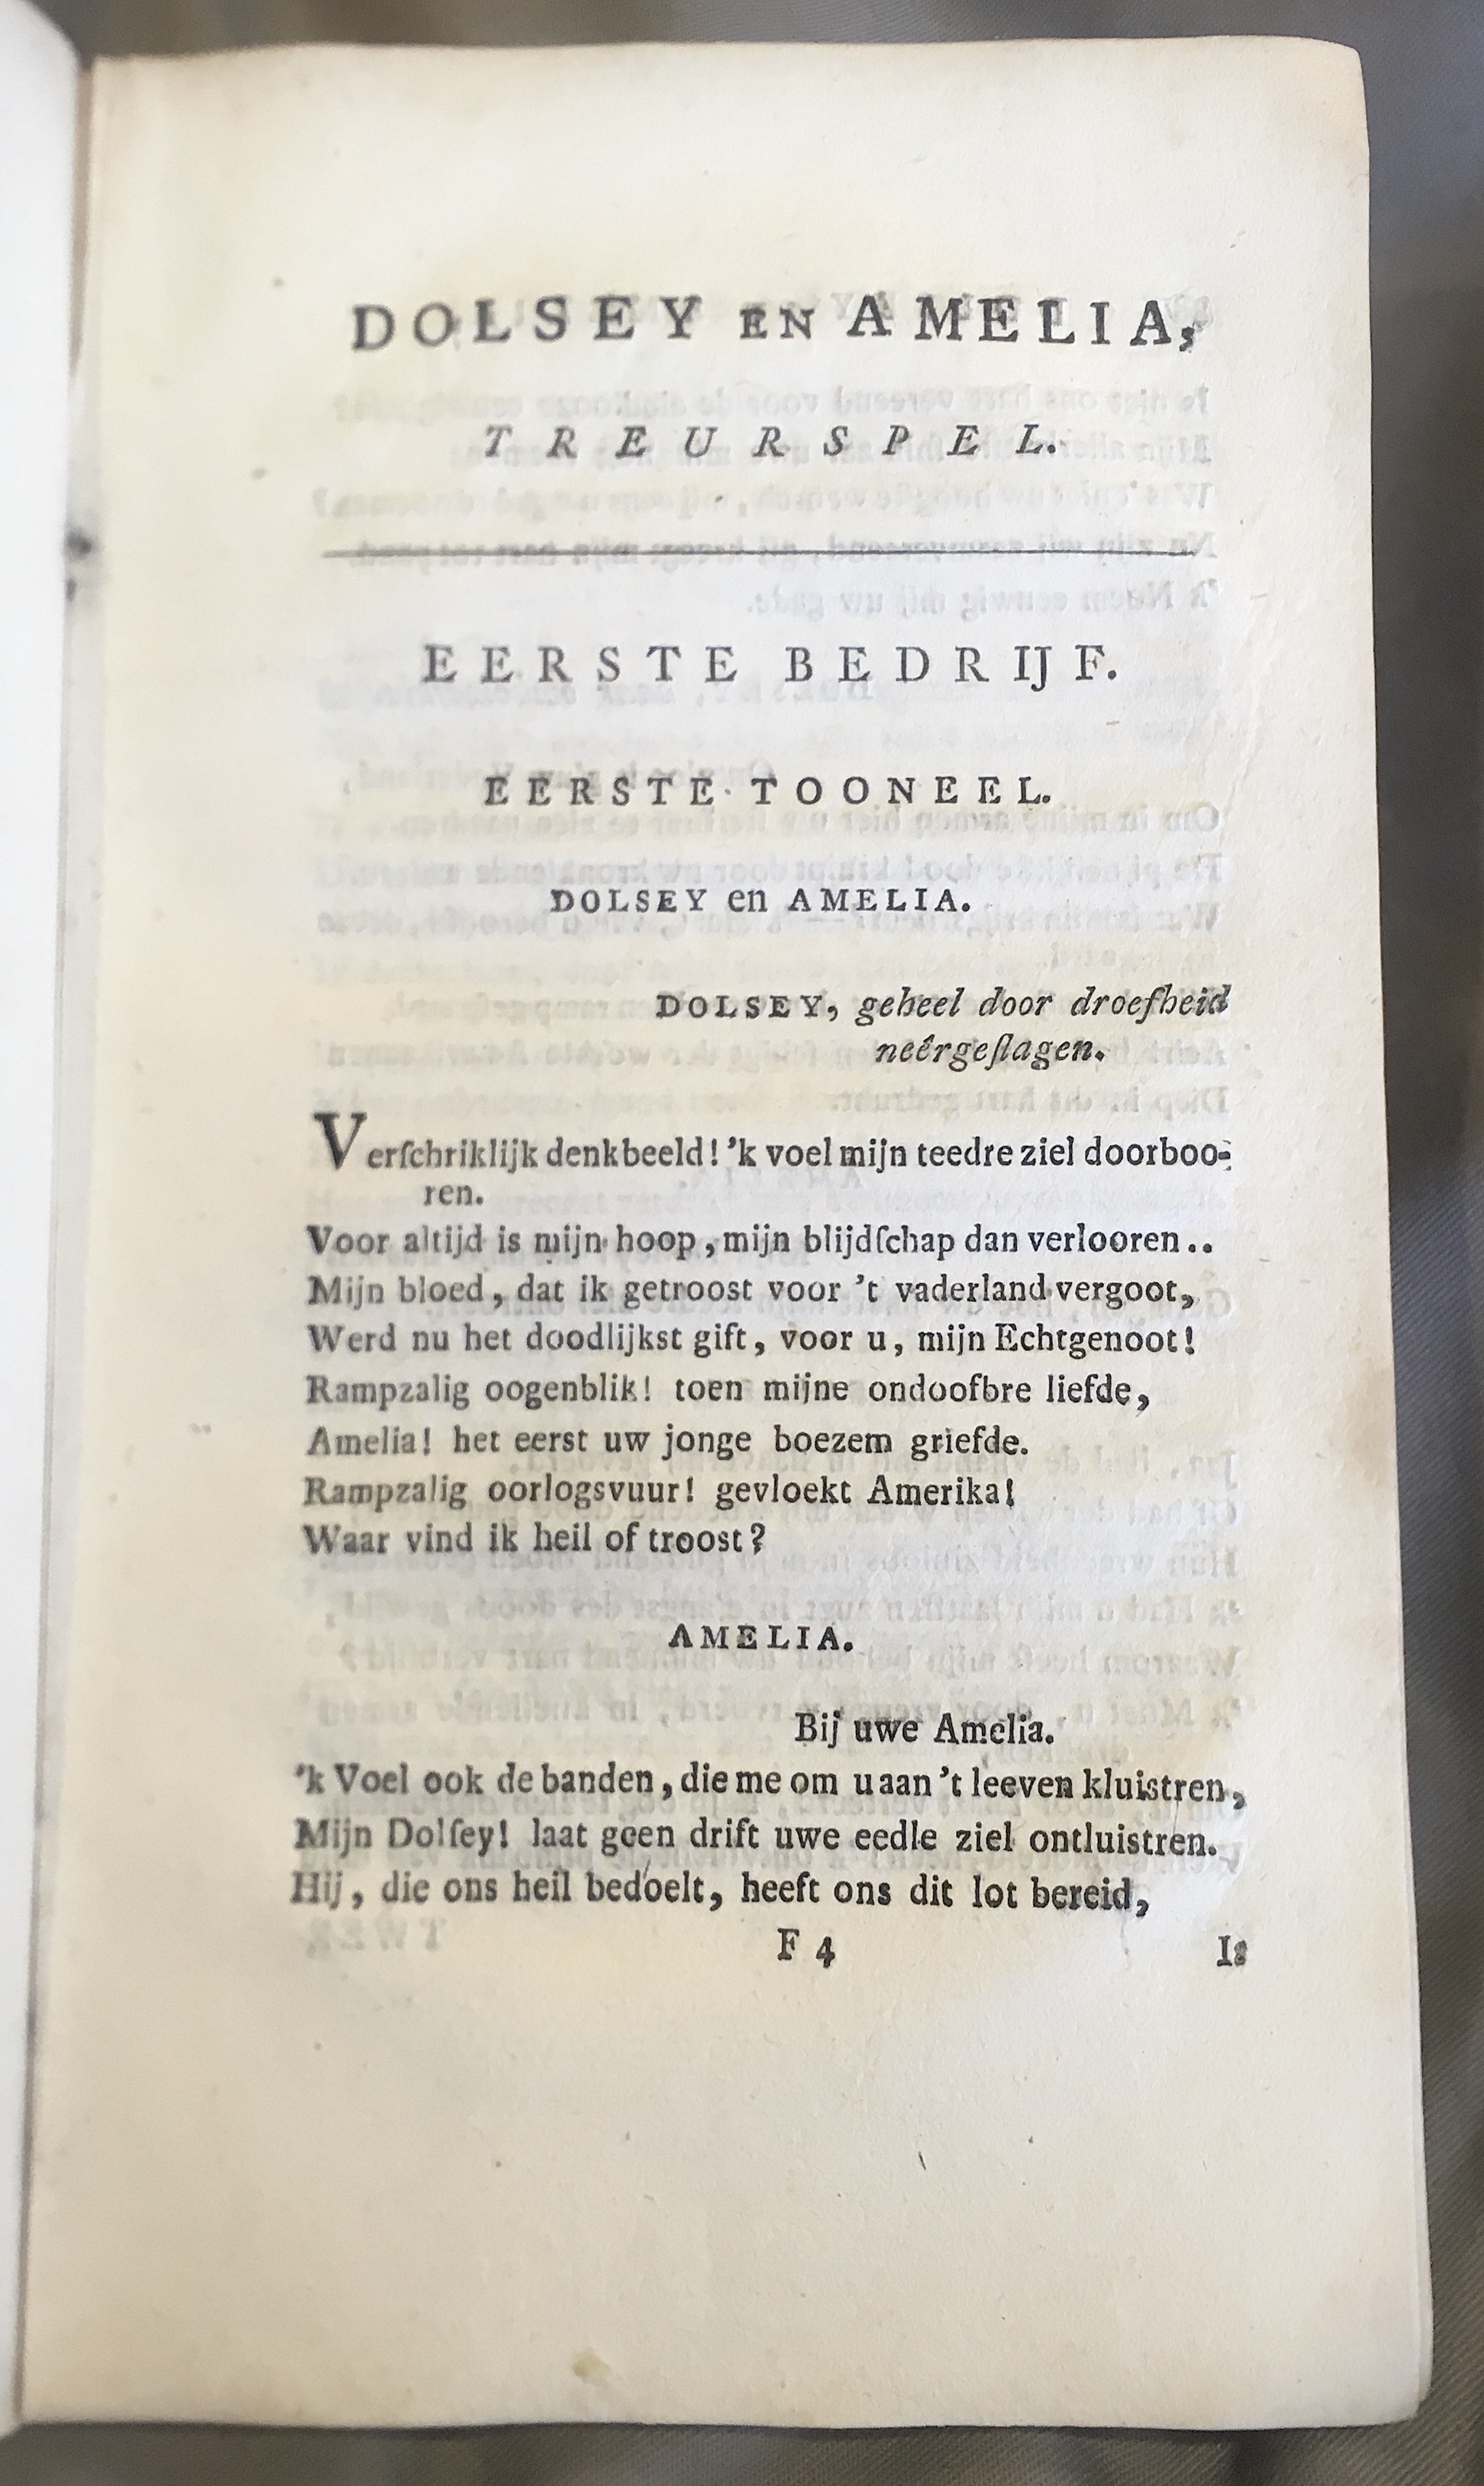 DOLSEY EN AMELIA,
TREURSPEL.
EERSTE BEDRIJF.
EERSTE TOONEEL.
DOLSEY en AMELIA.
DOLSEY, geheel door droefheid
neêrgeſlagen.
Verſchriklijk denkbeeld! 'k voel mijn teedre ziel doorboo-
ren.
Voor altijd is mijn hoop, mijn blijdſchap dan verlooren..
Mijn bloed, dat ik getroost voor 't vaderland vergoot,
Werd nu het doodlijkst gift, voor u, mijn Echtgenoot!
Rampzalig oogenblik! toen mijne ondoofbre liefde,
Amelia! het eerst uw jonge boezem griefde.
Rampzalig oorlogsvuur! gevloekt Amerika!
Waar vind ik heil of troost?
AMELIA.
Bij uwe Amelia.
'k Voel ook de banden, die me om u aan 't leeven kluistren,
Mijn Dolſey! laat geen drift uwe eedle ziel ontluistren.
Hij, die ons heil bedoelt, heeft ons dit lot bereid,
F 4
Is